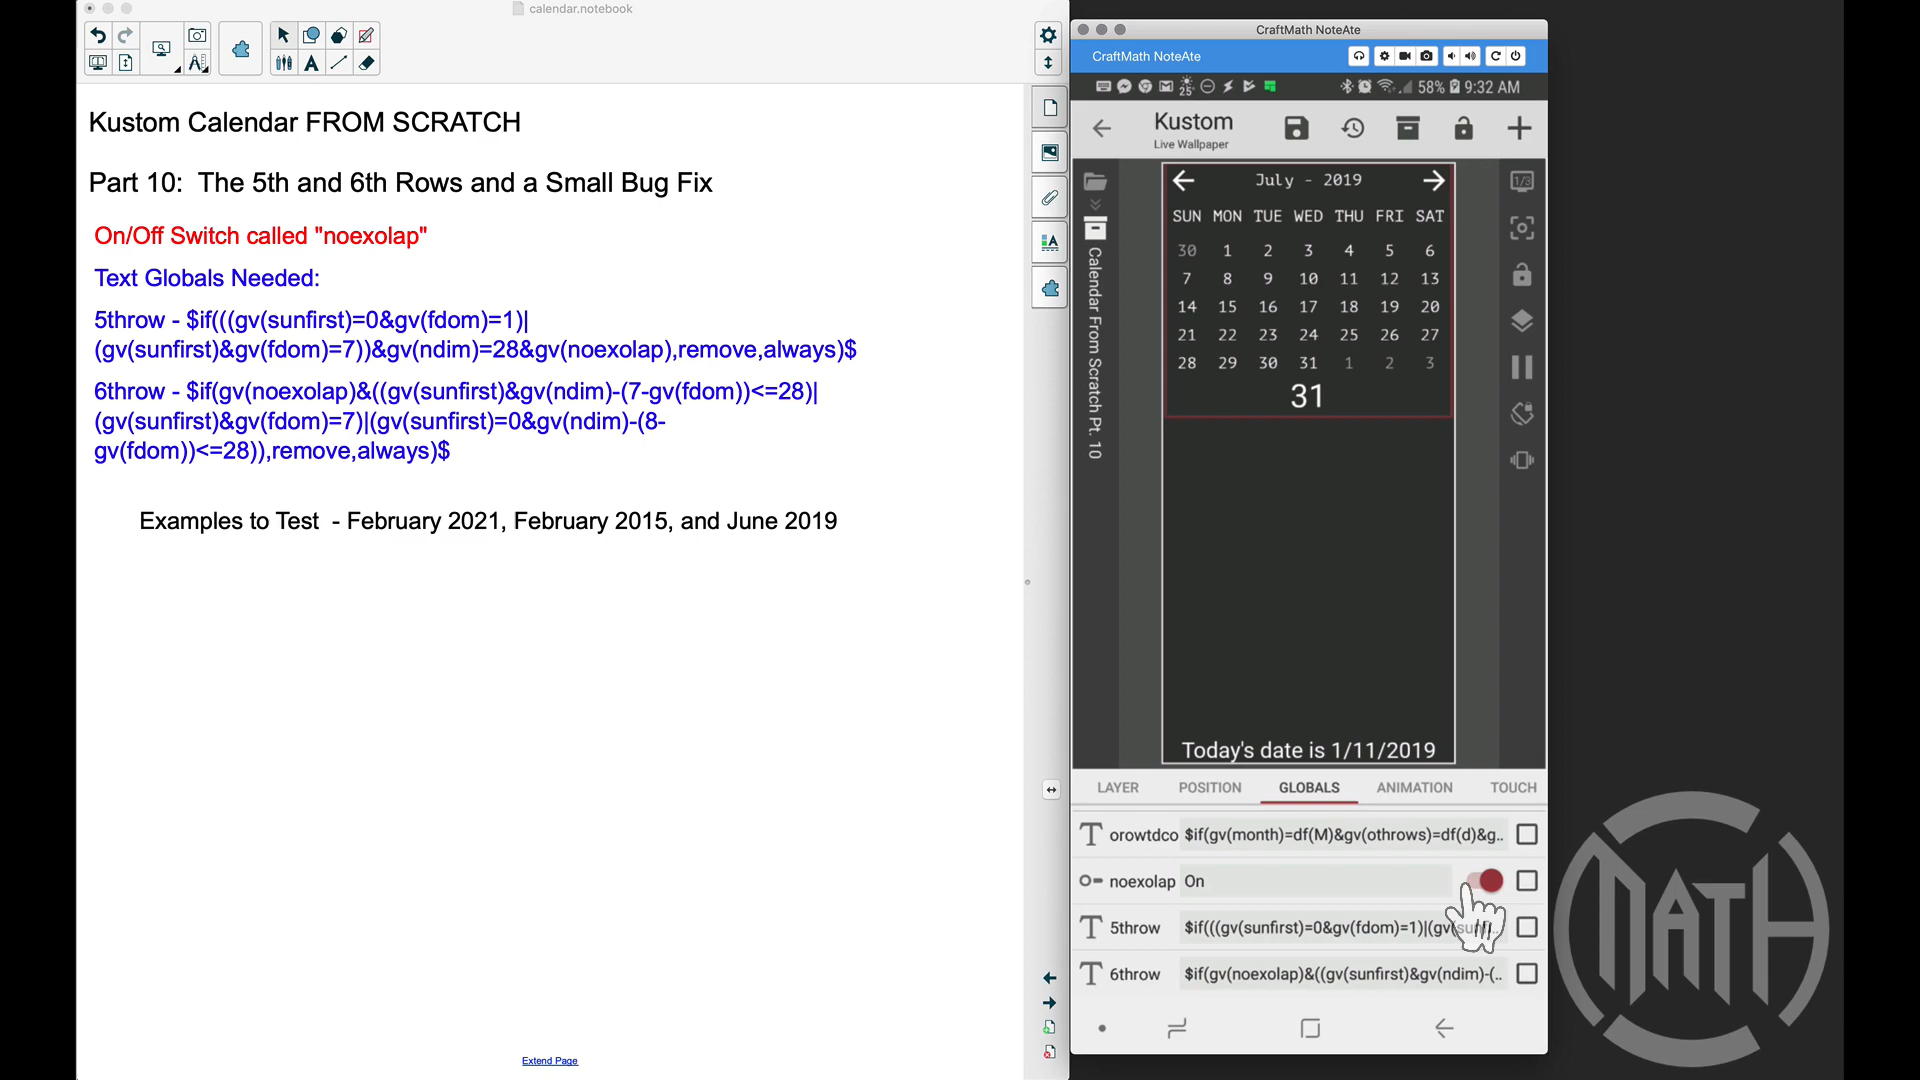 calendar.notebook
Kustom Calendar FROM SCRATCH
Part 10: The 5th and 6th Rows and a Small Bug Fix
On/Off Switch called "noexolap"
Text Globals Needed:
5throw - $if(((gv(sunfirst)=0&gv(fdom)=1)|
(gv(sunfirst)&gv(fdom)=7))&gv(ndim)=28&gv(noexolap),remove,always)$
6throw - $if(gv(noexolap)&((gv(sunfirst)&gv(ndim)-(7-gv(fdom))<=28)|
(gv(sunfirst)&gv(fdom)=7)|(gv(sunfirst)=0&gv(ndim)-(8-
gv(fdom))<=28)),remove,always)$
Examples to Test - February 2021, February 2015, and June 2019
Extend Page
CraftMath NoteAte
CraftMath NoteAte
25° 58% 9:32 AM
Kustom
Live Wallpaper
Calendar From Scratch Pt. 10
1/3
July - 2019
SUN MON TUE WED THU FRI SAT
30 1 2 3 4 5 6
7 8 9 10 11 12 13
14 15 16 17 18 19 20
21 22 23 24 25 26 27
28 29 30 31 1 2 3
31
Today's date is 1/11/2019
LAYER POSITION GLOBALS ANIMATION TOUCH
orowtdco $if(gv(month)=df(M)&gv(othrows)=df(d)&g..
noexolap On
5throw $if(((gv(sunfirst)=0&gv(fdom)=1)|(gv(sunfi..
6throw $if(gv(noexolap)&((gv(sunfirst)&gv(ndim)-(..
MATH